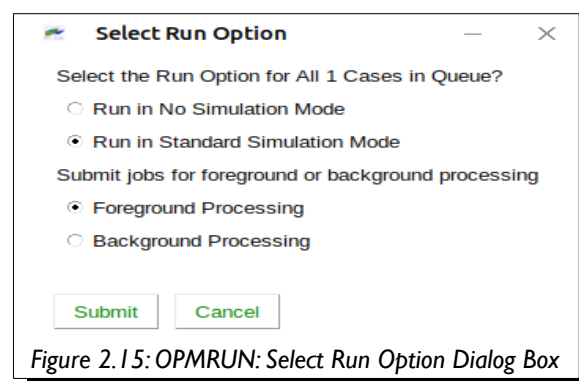 Select Run Option
Select the Run Option for All 1 Cases in Queue?
Run in No Simulation Mode
Run in Standard Simulation Mode
Submit jobs for foreground or background processing
Foreground Processing
Background Processing
Submit Cancel
Figure 2.15: OPMRUN: Select Run Option Dialog Box